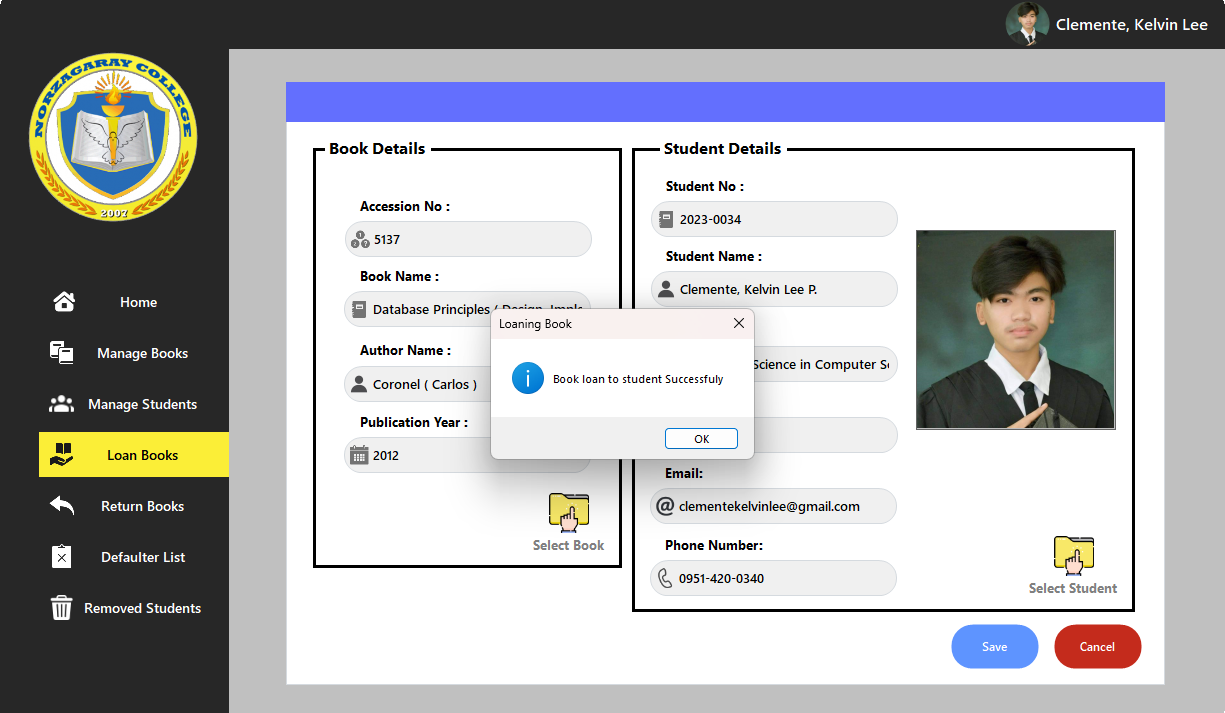 Clemente, Kelvin Lee
NORZAGARAY COLLEGE
2007
Home
Manage Books
Manage Students
Loan Books
Return Books
Defaulter List
Removed Students
Book Details
Accession No :
5137
Book Name :
Database Principles ( Design, Imple
Author Name :
Coronel ( Carlos )
Publication Year :
2012
Select Book
Student Details
Student No :
2023-0034
Student Name :
Clemente, Kelvin Lee P.
Science in Computer Sc
Email:
clementekelvinlee@gmail.com
Phone Number:
0951-420-0340
Select Student
Loaning Book
Book loan to student Successfuly
OK
Save
Cancel